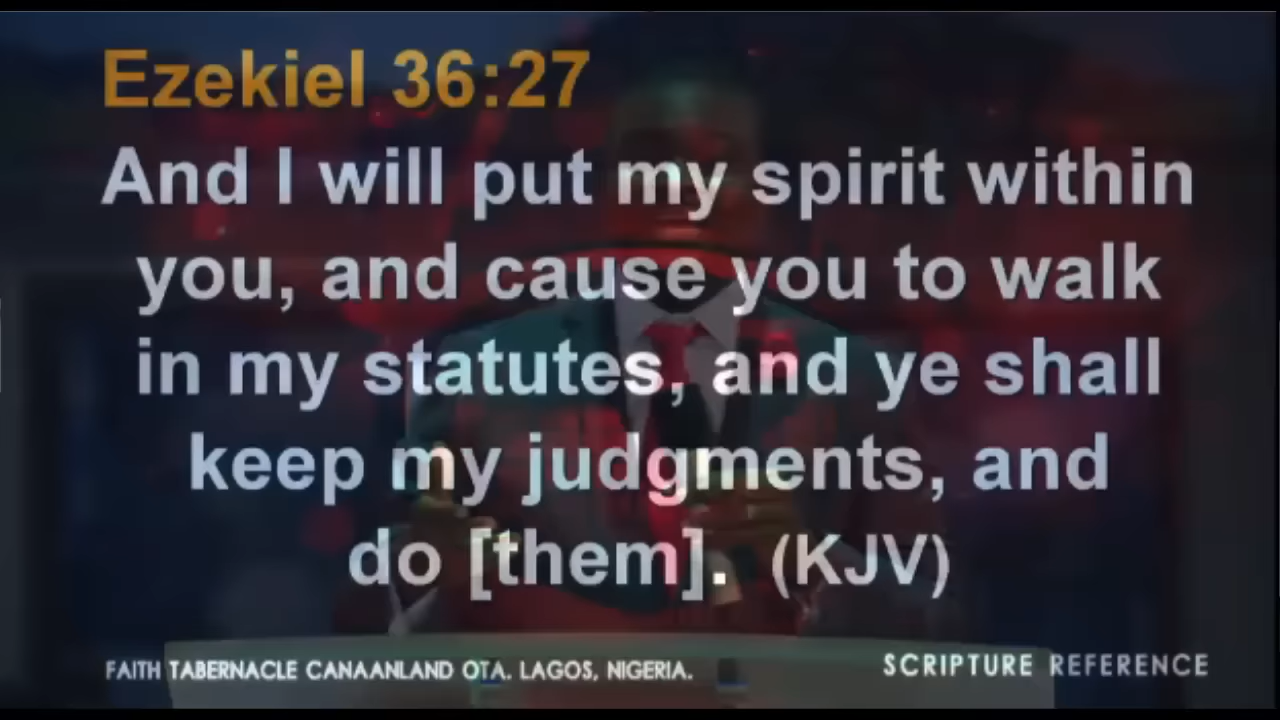 Ezekiel 36:27
And I will put my spirit within
you, and cause you to walk
in my statutes, and ye shall
keep my judgments, and
do [them]. (KJV)
FAITH TABERNACLE CANAANLAND OTA. LAGOS, NIGERIA.
SCRIPTURE REFERENCE